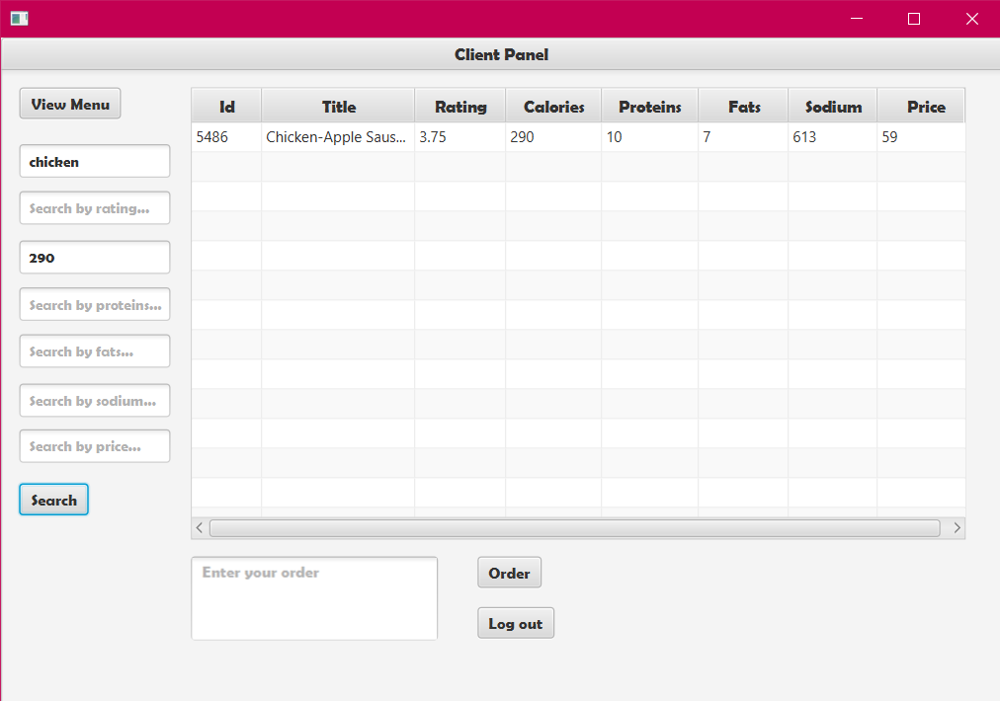 Client Panel
View Menu
Id Title Rating Calories Proteins Fats Sodium Price
5486 Chicken-Apple Saus... 3.75 290 10 7 613 59
chicken
Search by rating...
290
Search by proteins...
Search by fats...
Search by sodium...
Search by price...
Search
Enter your order
Order
Log out